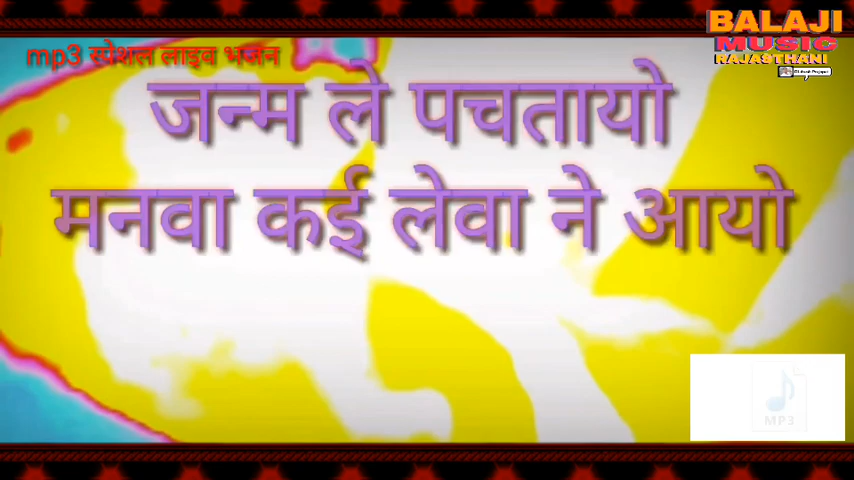 mp3 स्पेशल लाइव भजन
BALAJI
MUSIC
RAJASTHANI
जन्म ले पचतायो
मनवा कई लेवा ने आयो
MP3